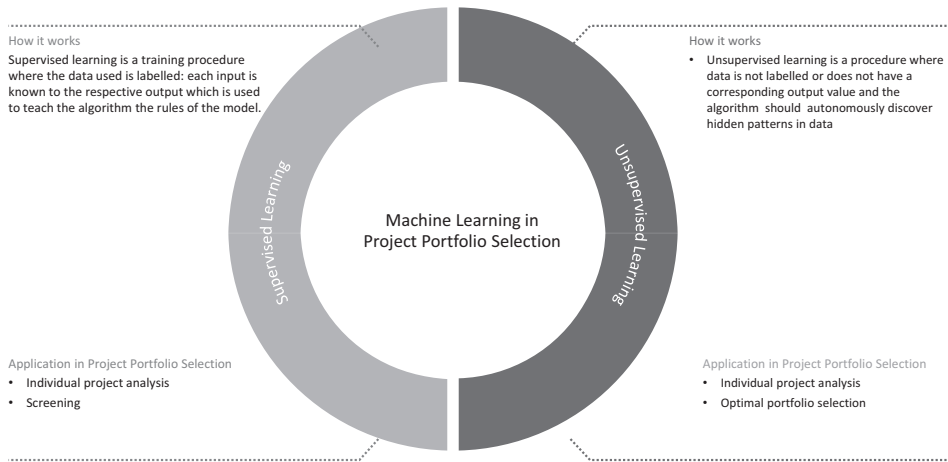 How it works
Supervised learning is a training procedure
where the data used is labelled: each input is
known to the respective output which is used
to teach the algorithm the rules of the model.
How it works
• Unsupervised learning is a procedure where
data is not labelled or does not have a
corresponding output value and the
algorithm should autonomously discover
hidden patterns in data
Supervised Learning
Machine Learning in
Project Portfolio Selection
Unsupervised Learning
Application in Project Portfolio Selection
• Individual project analysis
• Screening
Application in Project Portfolio Selection
• Individual project analysis
• Optimal portfolio selection